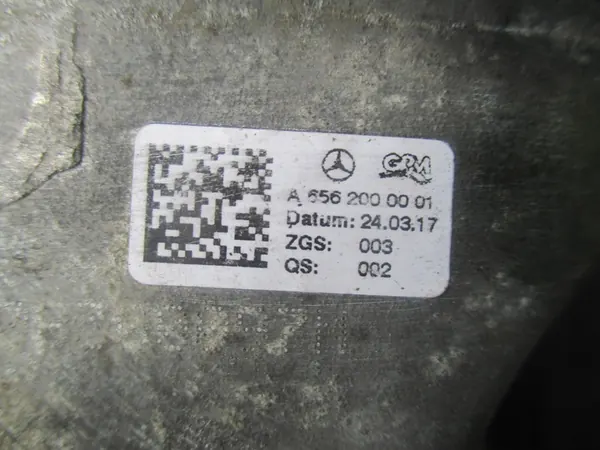 GPM
A 656 200 00 01
Datum: 24.03.17
ZGS: 003
QS: 002